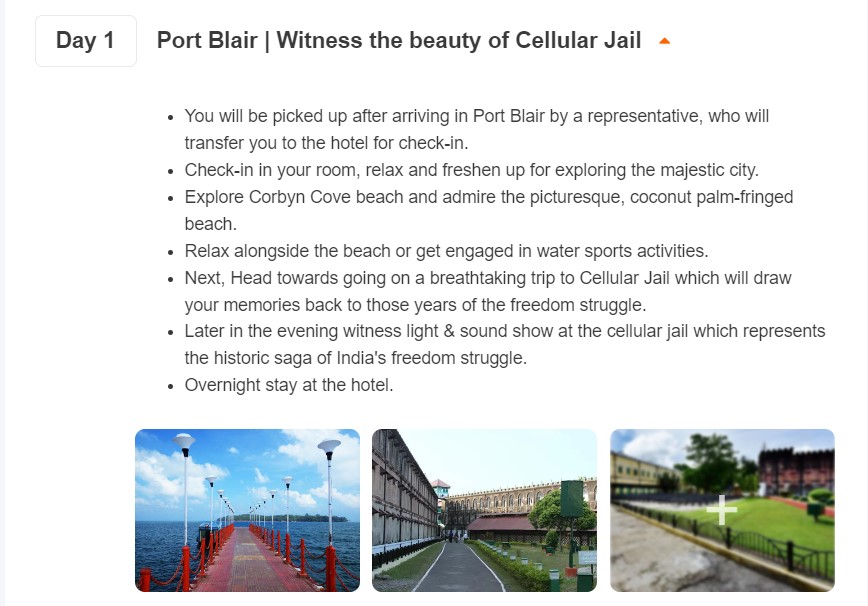 Day 1
Port Blair | Witness the beauty of Cellular Jail
You will be picked up after arriving in Port Blair by a representative, who will
transfer you to the hotel for check-in.
Check-in in your room, relax and freshen up for exploring the majestic city.
Explore Corbyn Cove beach and admire the picturesque, coconut palm-fringed
beach.
Relax alongside the beach or get engaged in water sports activities.
Next, Head towards going on a breathtaking trip to Cellular Jail which will draw
your memories back to those years of the freedom struggle.
Later in the evening witness light & sound show at the cellular jail which represents
the historic saga of India's freedom struggle.
Overnight stay at the hotel.